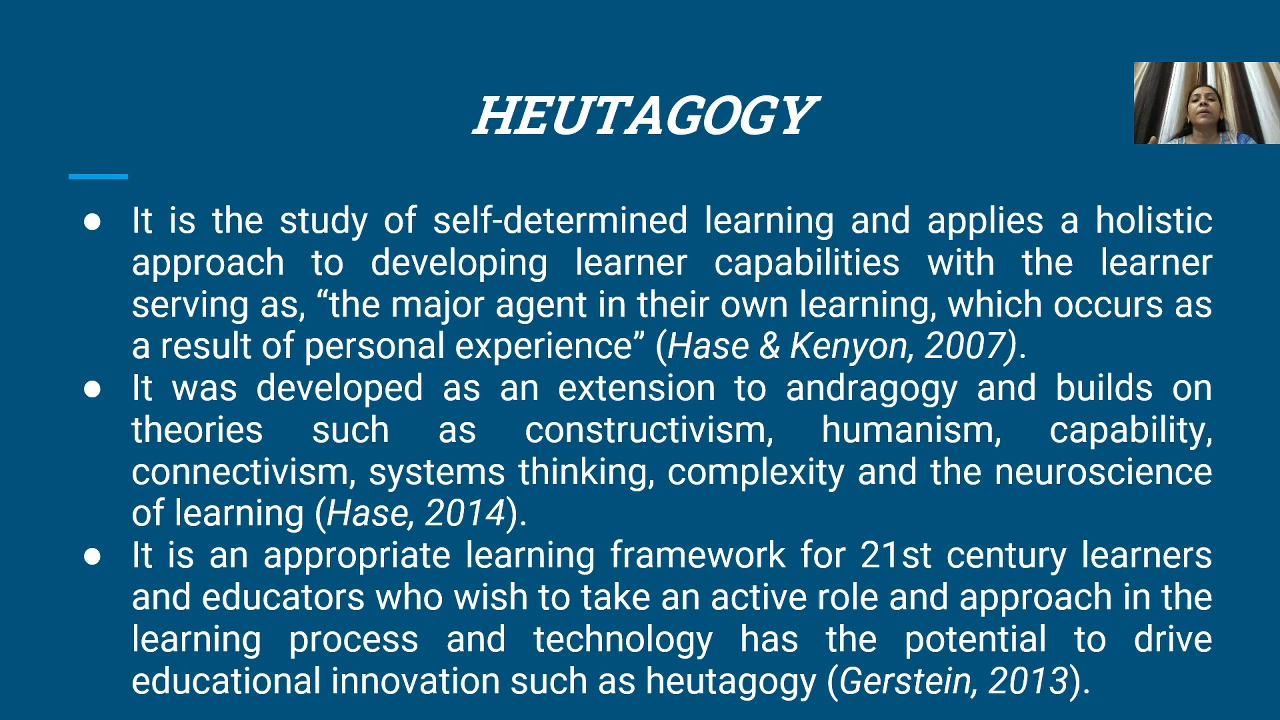 HEUTAGOGY
● It is the study of self-determined learning and applies a holistic
approach to developing learner capabilities with the learner
serving as, “the major agent in their own learning, which occurs as
a result of personal experience” (Hase & Kenyon, 2007).
● It was developed as an extension to andragogy and builds on
theories such as constructivism, humanism, capability,
connectivism, systems thinking, complexity and the neuroscience
of learning (Hase, 2014).
● It is an appropriate learning framework for 21st century learners
and educators who wish to take an active role and approach in the
learning process and technology has the potential to drive
educational innovation such as heutagogy (Gerstein, 2013).